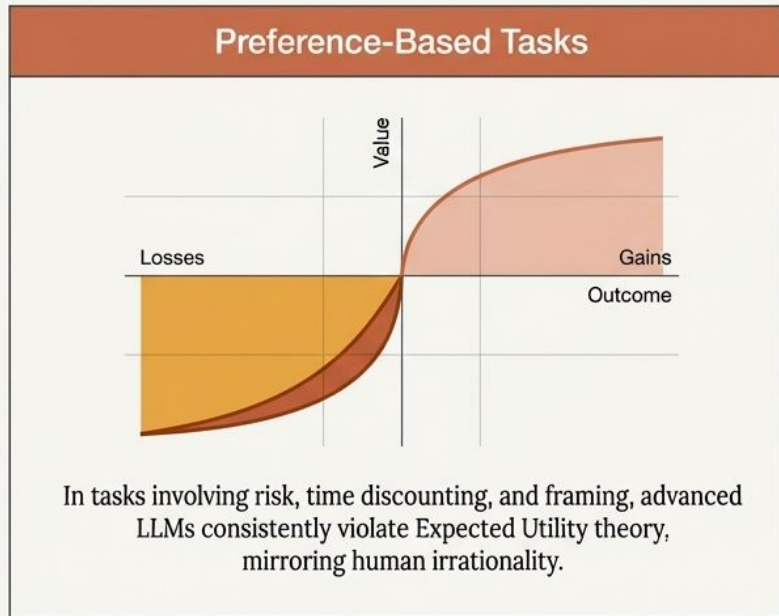 Preference-Based Tasks
Value
Losses
Gains
Outcome
In tasks involving risk, time discounting, and framing, advanced
LLMs consistently violate Expected Utility theory,
mirroring human irrationality.